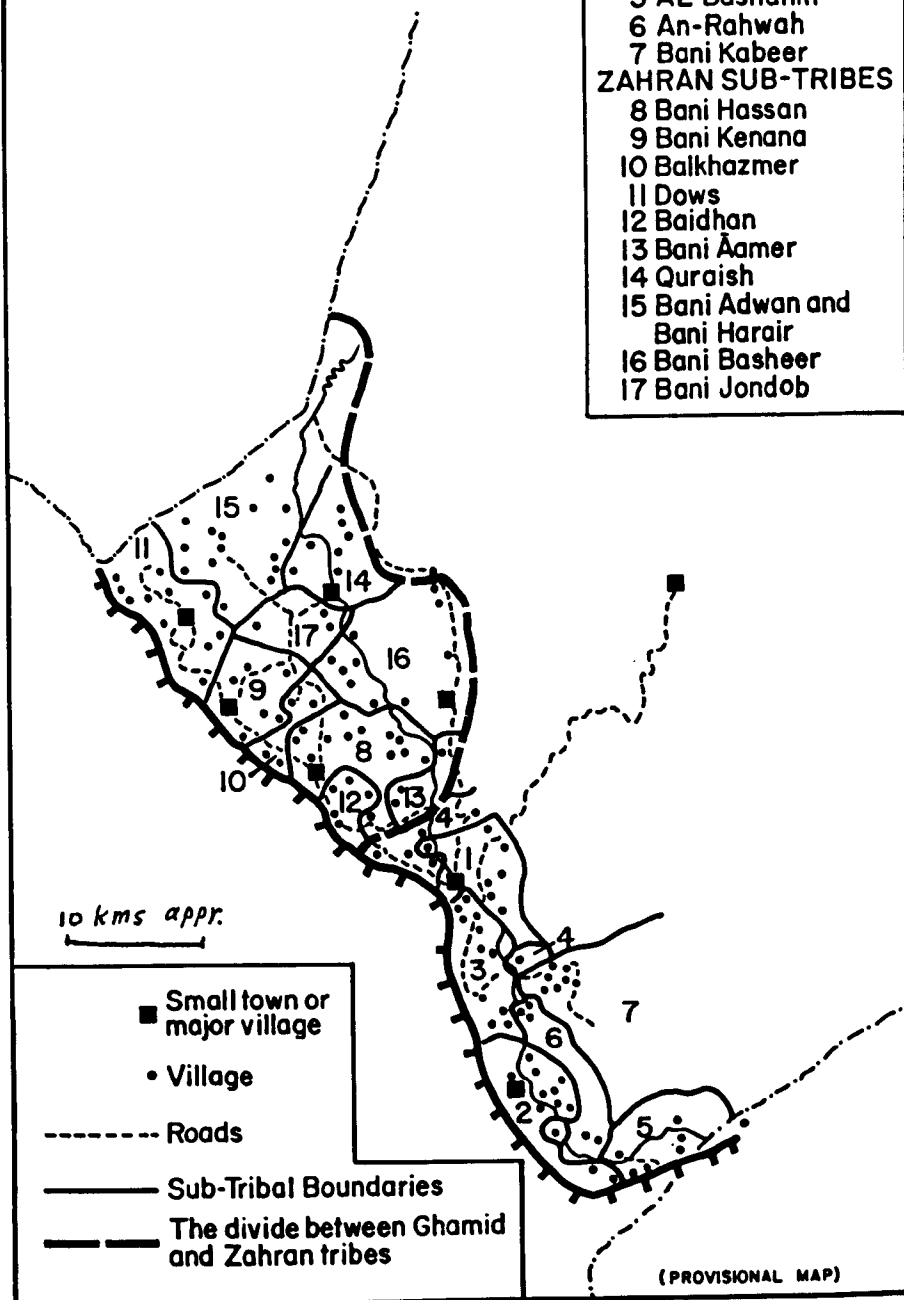 6 An-Rahwah
7 Bani Kabeer
ZAHRAN SUB-TRIBES
8 Bani Hassan
9 Bani Kenana
10 Balkhazmer
11 Dows
12 Baidhan
13 Bani Āamer
14 Quraish
15 Bani Adwan and
Bani Harair
16 Bani Basheer
17 Bani Jondob
15
11
14
17
16
9
8
10
12
13
4
1
4
3
7
6
2
5
10 kms appr.
Small town or
major village
Village
Roads
Sub-Tribal Boundaries
The divide between Ghamid
and Zahran tribes
(PROVISIONAL MAP)